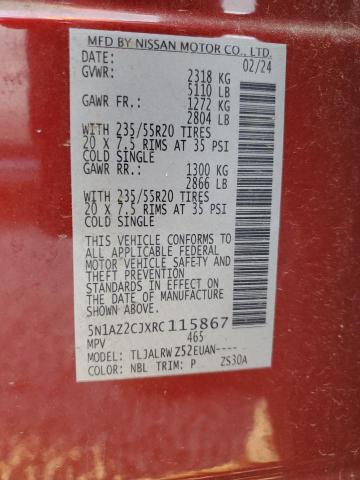 MFD BY NISSAN MOTOR CO., LTD.
DATE: 02/24
GVWR: 2318 KG
5110 LB
GAWR FR.: 1272 KG
2804 LB
WITH 235/55R20 TIRES
20 X 7.5 RIMS AT 35 PSI
COLD SINGLE
GAWR RR.: 1300 KG
2866 LB
WITH 235/55R20 TIRES
20 X 7.5 RIMS AT 35 PSI
COLD SINGLE
THIS VEHICLE CONFORMS TO
ALL APPLICABLE FEDERAL
MOTOR VEHICLE SAFETY AND
AND THEFT PREVENTION
STANDARDS IN EFFECT ON THE
DATE OF MANUFACTURE SHOWN
ABOVE.
5N1AZ2CJXRC115867
MPV 465
MODEL: TLJALRW Z52EUAN----
COLOR: NBL TRIM: P ZS30A